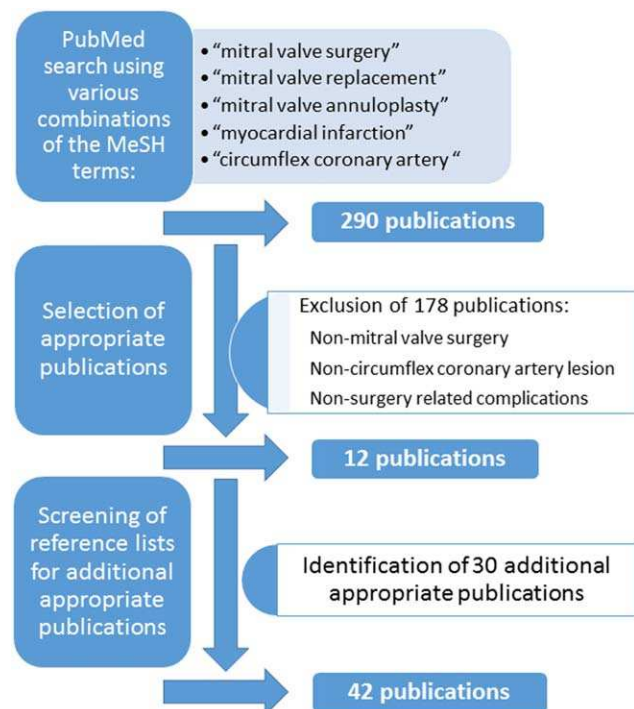 PubMed
search using
various
combinations
of the MeSH
terms:
• “mitral valve surgery”
• “mitral valve replacement”
• “mitral valve annuloplasty”
• “myocardial infarction”
• “circumflex coronary artery “
290 publications
Selection of
appropriate
publications
Exclusion of 178 publications:
Non-mitral valve surgery
Non-circumflex coronary artery lesion
Non-surgery related complications
12 publications
Screening of
reference lists
for additional
appropriate
publications
Identification of 30 additional
appropriate publications
42 publications